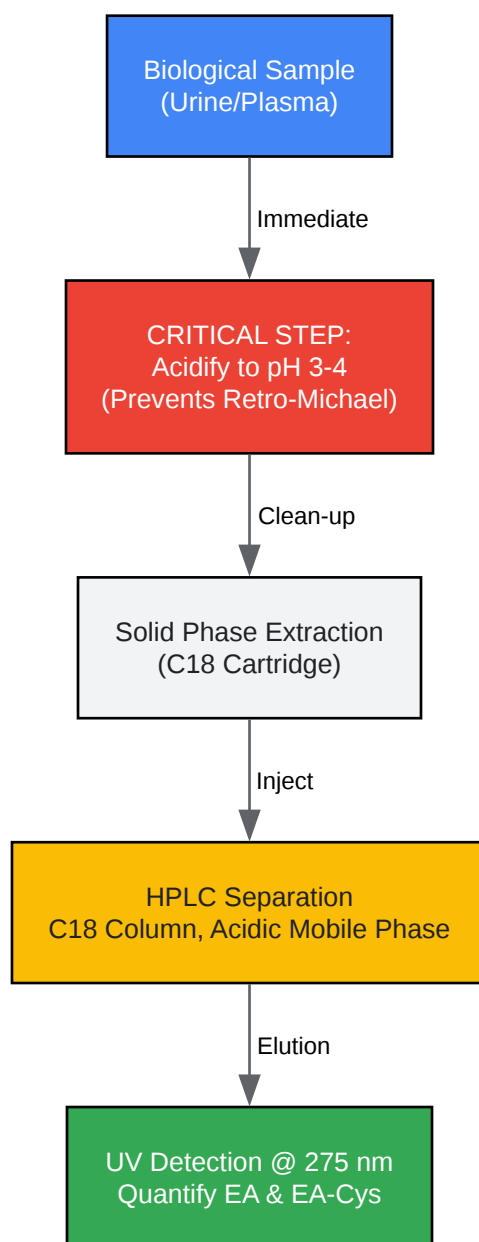 Biological Sample
(Urine/Plasma)
Immediate
CRITICAL STEP:
Acidify to pH 3-4
(Prevents Retro-Michael)
Clean-up
Solid Phase Extraction
(C18 Cartridge)
Inject
HPLC Separation
C18 Column, Acidic Mobile Phase
Elution
UV Detection @ 275 nm
Quantify EA & EA-Cys